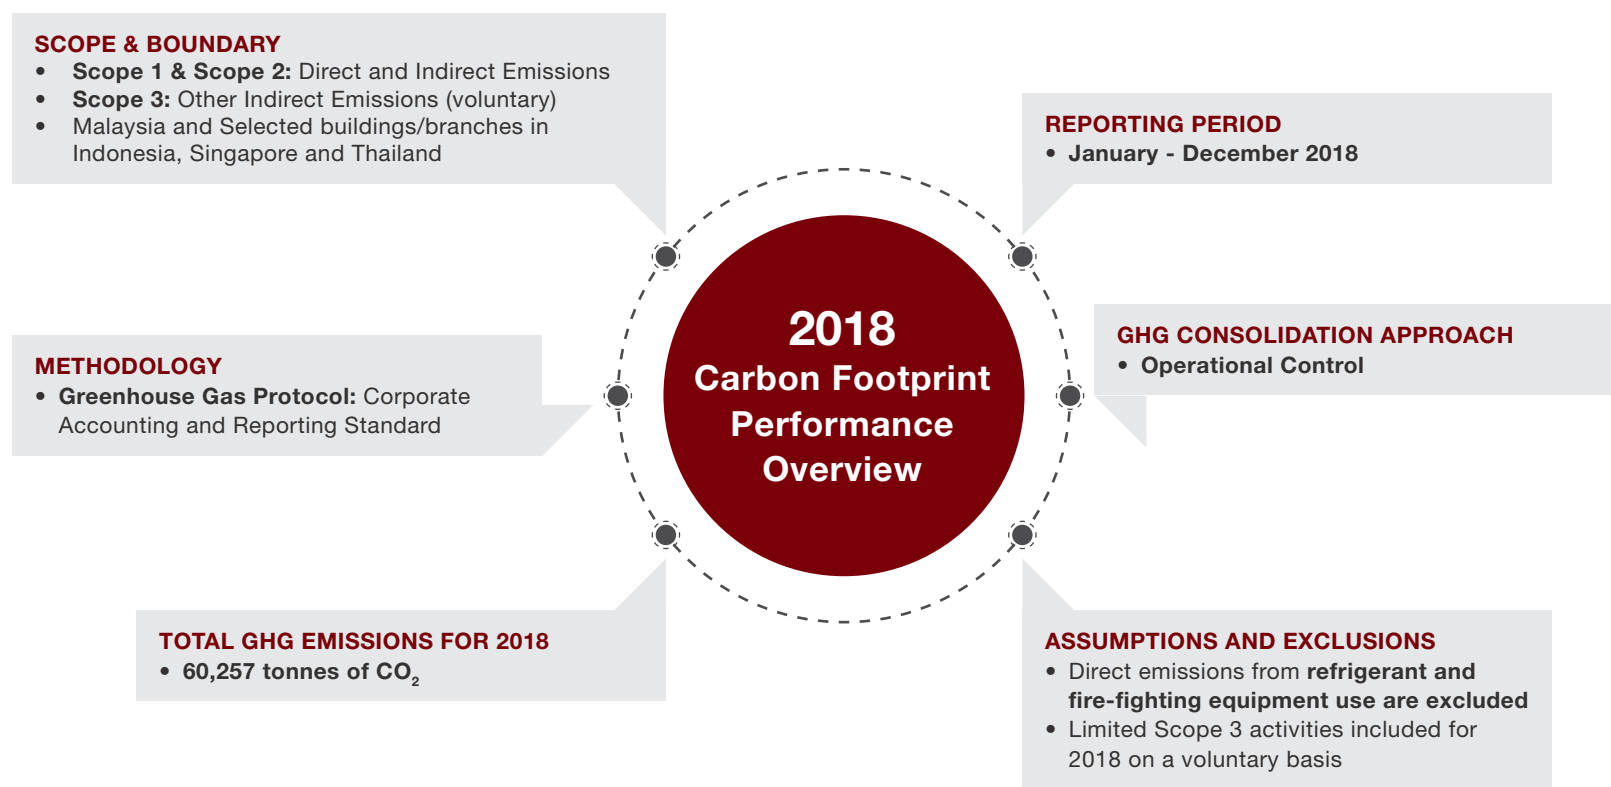 SCOPE & BOUNDARY
• Scope 1 & Scope 2: Direct and Indirect Emissions
• Scope 3: Other Indirect Emissions (voluntary)
• Malaysia and Selected buildings/branches in
Indonesia, Singapore and Thailand
REPORTING PERIOD
• January - December 2018
METHODOLOGY
• Greenhouse Gas Protocol: Corporate
Accounting and Reporting Standard
2018
Carbon Footprint
Performance
Overview
GHG CONSOLIDATION APPROACH
• Operational Control
TOTAL GHG EMISSIONS FOR 2018
• 60,257 tonnes of CO₂
ASSUMPTIONS AND EXCLUSIONS
• Direct emissions from refrigerant and
fire-fighting equipment use are excluded
• Limited Scope 3 activities included for
2018 on a voluntary basis